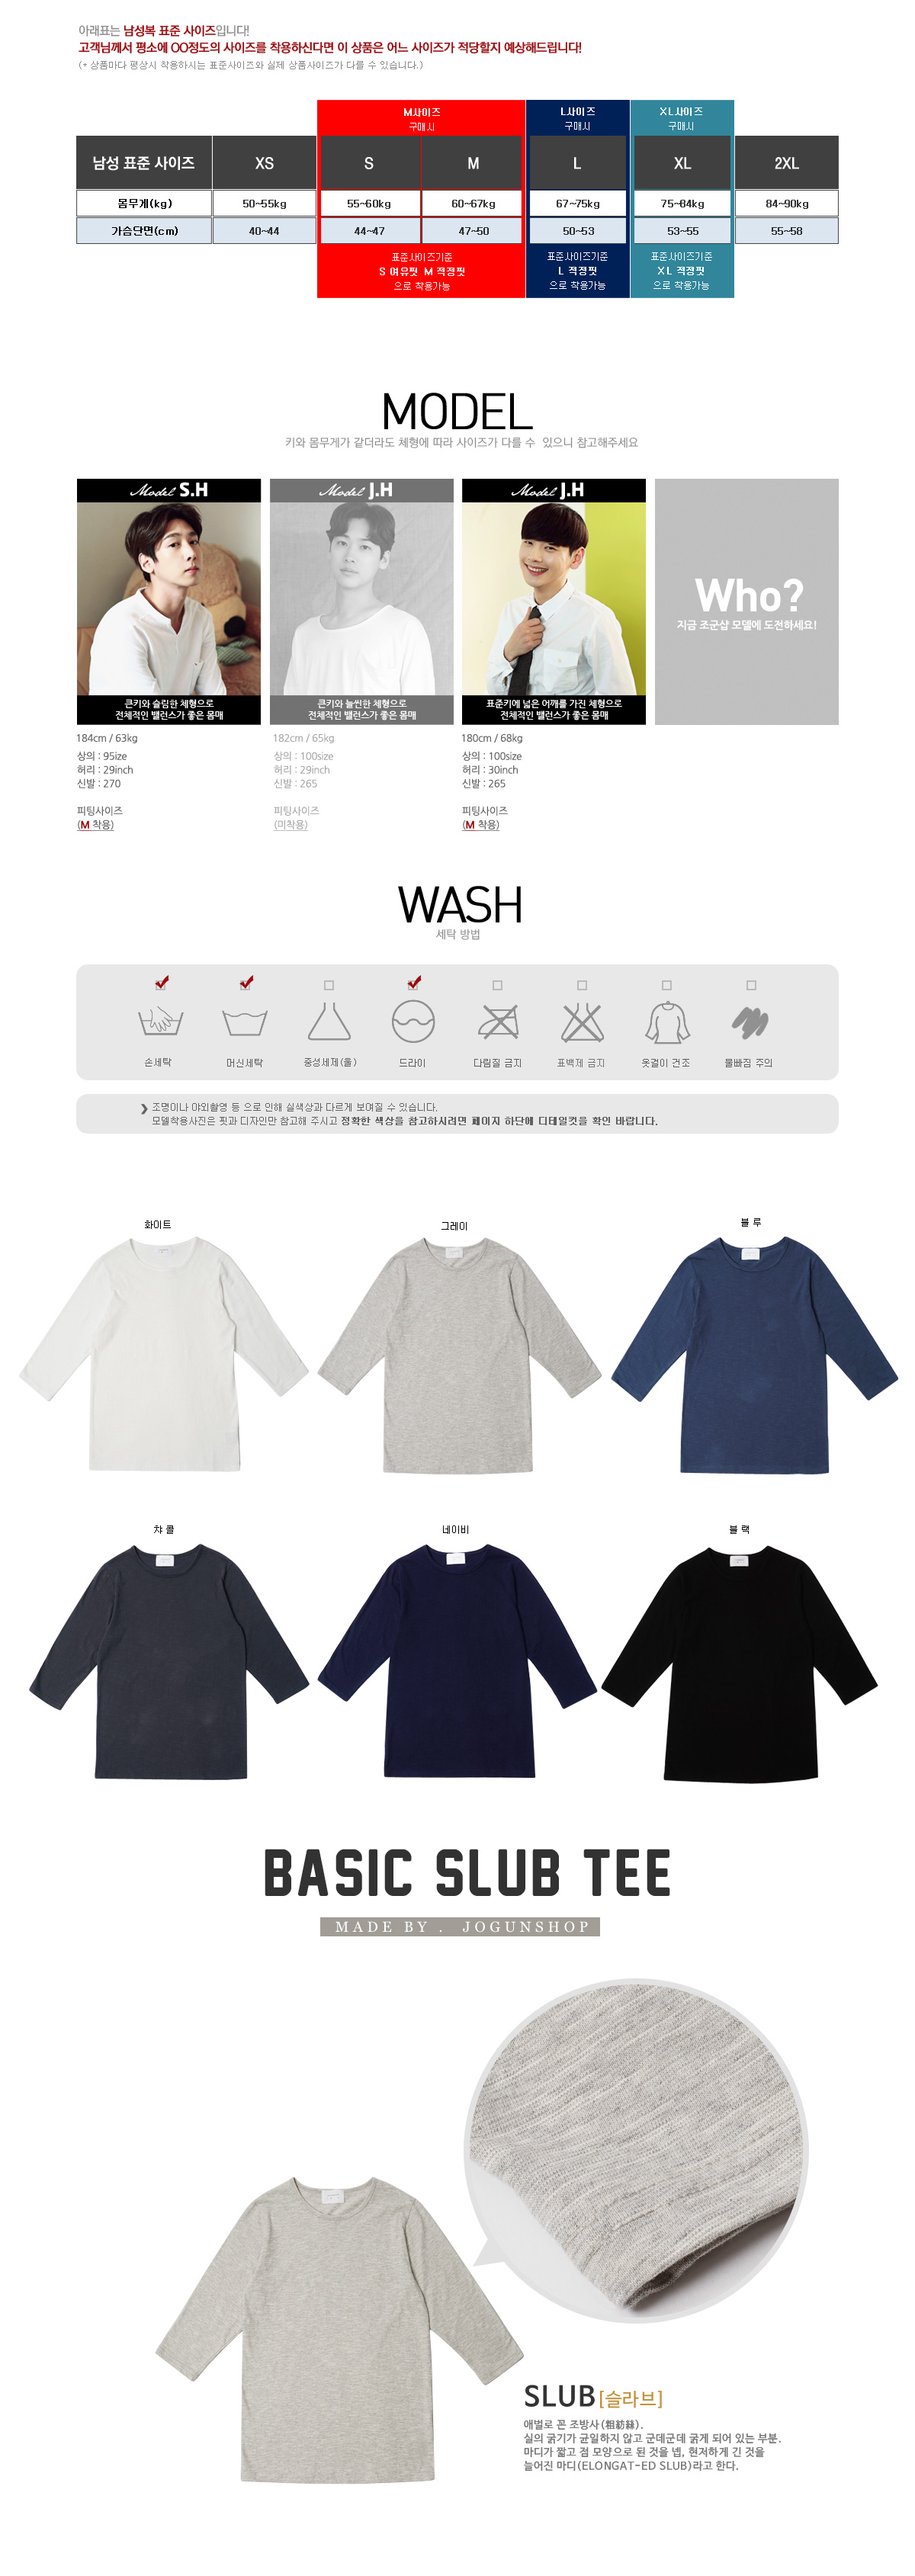 아래표는 남성복 표준 사이즈입니다!
고객님께서 평소에 OO정도의 사이즈를 착용하신다면 이 상품은 어느 사이즈가 적당할지 예상해드립니다!
(* 상품마다 평상시 착용하시는 표준사이즈와 실제 상품사이즈가 다를 수 있습니다.)
M사이즈 L사이즈 XL사이즈
구매시 구매시 구매시
남성 표준 사이즈 XS S M L XL 2XL
몸무게(kg) 50~55kg 55~60kg 60~67kg 67~75kg 75~84kg 84~90kg
가슴단면(cm) 40~44 44~47 47~50 50~53 53~55 55~58
표준사이즈기준 표준사이즈기준 표준사이즈기준
S 여유핏 M 적정핏 L 적정핏 XL 적정핏
으로 착용가능 으로 착용가능 으로 착용가능
MODEL
키와 몸무게가 같더라도 체형에 따라 사이즈가 다를 수 있으니 참고해주세요
Model S.H
큰키와 슬림한 체형으로
전체적인 밸런스가 좋은 몸매
184cm / 63kg
상의 : 95ize
허리 : 29inch
신발 : 270
피팅사이즈
(M 착용)
Model J.H
큰키와 늘씬한 체형으로
전체적인 밸런스가 좋은 몸매
182cm / 65kg
상의 : 100size
허리 : 29inch
신발 : 265
피팅사이즈
(미착용)
Model J.H
표준키에 넓은 어깨를 가진 체형으로
전체적인 밸런스가 좋은 몸매
180cm / 68kg
상의 : 100size
허리 : 30inch
신발 : 265
피팅사이즈
(M 착용)
Who?
지금 조군샵 모델에 도전하세요!
WASH
세탁 방법
손세탁 머신세탁 중성세제(울) 드라이 다림질 금지 표백제 금지 옷걸이 건조 물빠짐 주의
❯ 조명이나 야외촬영 등 으로 인해 실색상과 다르게 보여질 수 있습니다.
모델착용사진은 핏과 디자인만 참고해 주시고 정확한 색상을 참고하시려면 페이지 하단에 디테일컷을 확인 바랍니다.
화이트 그레이 블 루
챠 콜 네이비 블 랙
BASIC SLUB TEE
MADE BY . JOGUNSHOP
SLUB[슬라브]
애벌로 꼰 조방사(粗紡絲).
실의 굵기가 균일하지 않고 군데군데 굵게 되어 있는 부분.
마디가 짧고 점 모양으로 된 것을 넵, 현저하게 긴 것을
늘어진 마디(ELONGAT-ED SLUB)라고 한다.